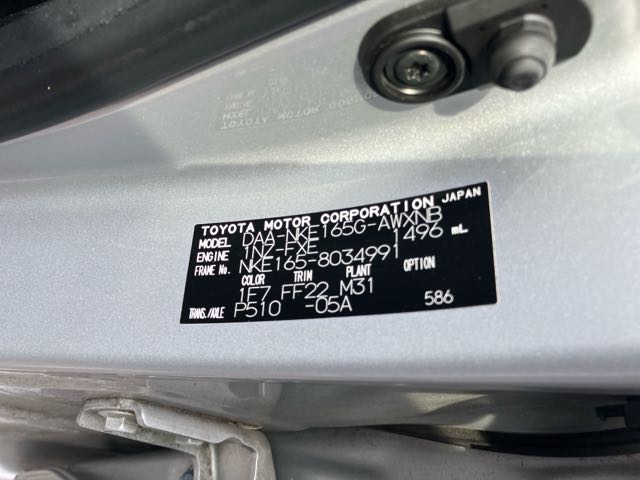 TOYOTA MOTOR CORPORATION JAPAN
MODEL DAA-NKE165G-AWXNB
ENGINE 1NZ-FXE 1496 mL
FRAME NO. NKE165-8034991
COLOR TRIM PLANT
1F7 FF22 M31
TRANS./AXLE P510 -05A 586